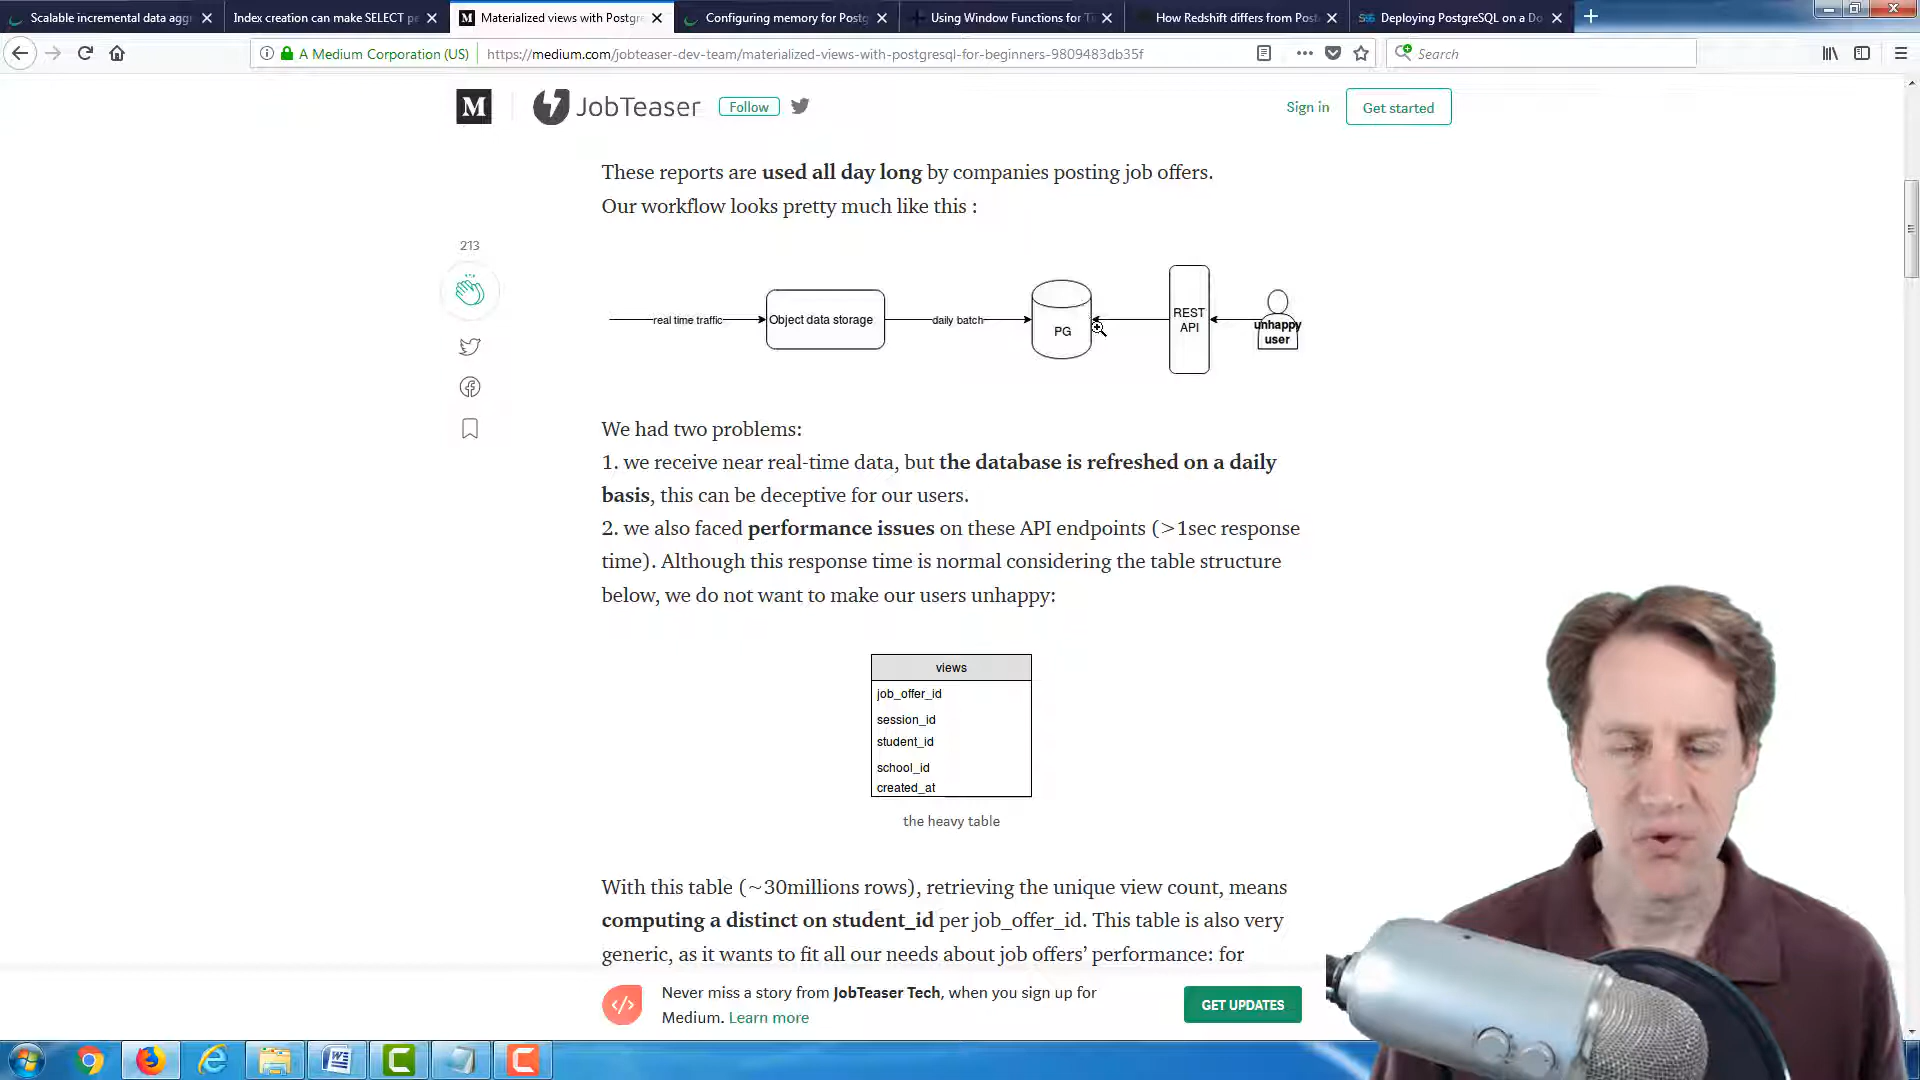 Scalable incremental data aggr
Index creation can make SELECT pe
Materialized views with Postgre
Configuring memory for Postg
Using Window Functions for Ti
How Redshift differs from Post
Deploying PostgreSQL on a Do
A Medium Corporation (US)
https://medium.com/jobteaser-dev-team/materialized-views-with-postgresql-for-beginners-9809483db35f
Search
M
JobTeaser
Follow
Sign in
Get started
These reports are used all day long by companies posting job offers.
Our workflow looks pretty much like this :
213
real time traffic
Object data storage
daily batch
PG
REST
API
unhappy
user
We had two problems:
1. we receive near real-time data, but the database is refreshed on a daily
basis, this can be deceptive for our users.
2. we also faced performance issues on these API endpoints (>1sec response
time). Although this response time is normal considering the table structure
below, we do not want to make our users unhappy:
views
job_offer_id
session_id
student_id
school_id
created_at
the heavy table
With this table (~30millions rows), retrieving the unique view count, means
computing a distinct on student_id per job_offer_id. This table is also very
generic, as it wants to fit all our needs about job offers’ performance: for
Never miss a story from JobTeaser Tech, when you sign up for
Medium. Learn more
GET UPDATES